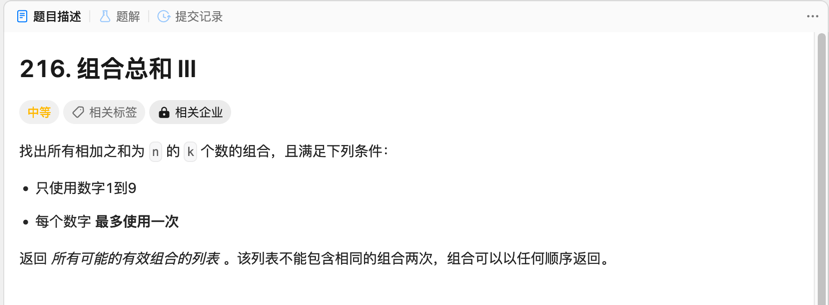 题目描述 题解 提交记录
216. 组合总和 III
中等 相关标签 相关企业
找出所有相加之和为 n 的 k 个数的组合，且满足下列条件：
只使用数字1到9
每个数字 最多使用一次
返回 所有可能的有效组合的列表 。该列表不能包含相同的组合两次，组合可以以任何顺序返回。